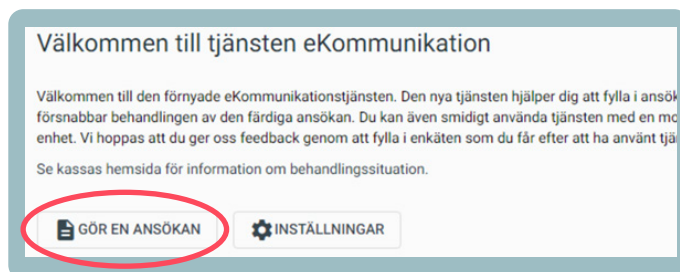 Välkommen till tjänsten eKommunikation
Välkommen till den förnyade eKommunikationstjänsten. Den nya tjänsten hjälper dig att fylla i
försnabbar behandlingen av den färdiga ansökan. Du kan även smidigt använda tjänsten med en
enhet. Vi hoppas att du ger oss feedback genom att fylla i enkäten som du får efter att ha använt
Se kassas hemsida för information om behandlingssituation.
GÖR EN ANSÖKAN INSTÄLLNINGAR